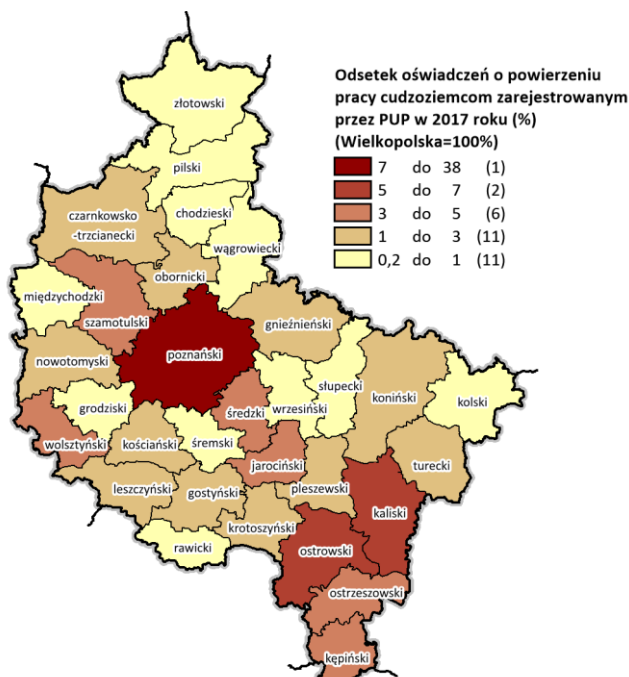 Odsetek oświadczeń o powierzeniu
pracy cudzoziemcom zarejestrowanym
przez PUP w 2017 roku (%)
(Wielkopolska=100%)
7 do 38 (1)
5 do 7 (2)
3 do 5 (6)
1 do 3 (11)
0,2 do 1 (11)
złotowski
pilski
chodzieski
czarnkowsko
-trzcianecki
wągrowiecki
obornicki
międzychodzki
szamotulski
gnieźnieński
poznański
nowotomyski
słupecki
koniński
kolski
grodziski
średzki
wrzesiński
wolsztyński
kościański
śremski
jarociński
turecki
leszczyński
gostyński
pleszewski
kaliski
krotoszyński
rawicki
ostrowski
ostrzeszowski
kępiński